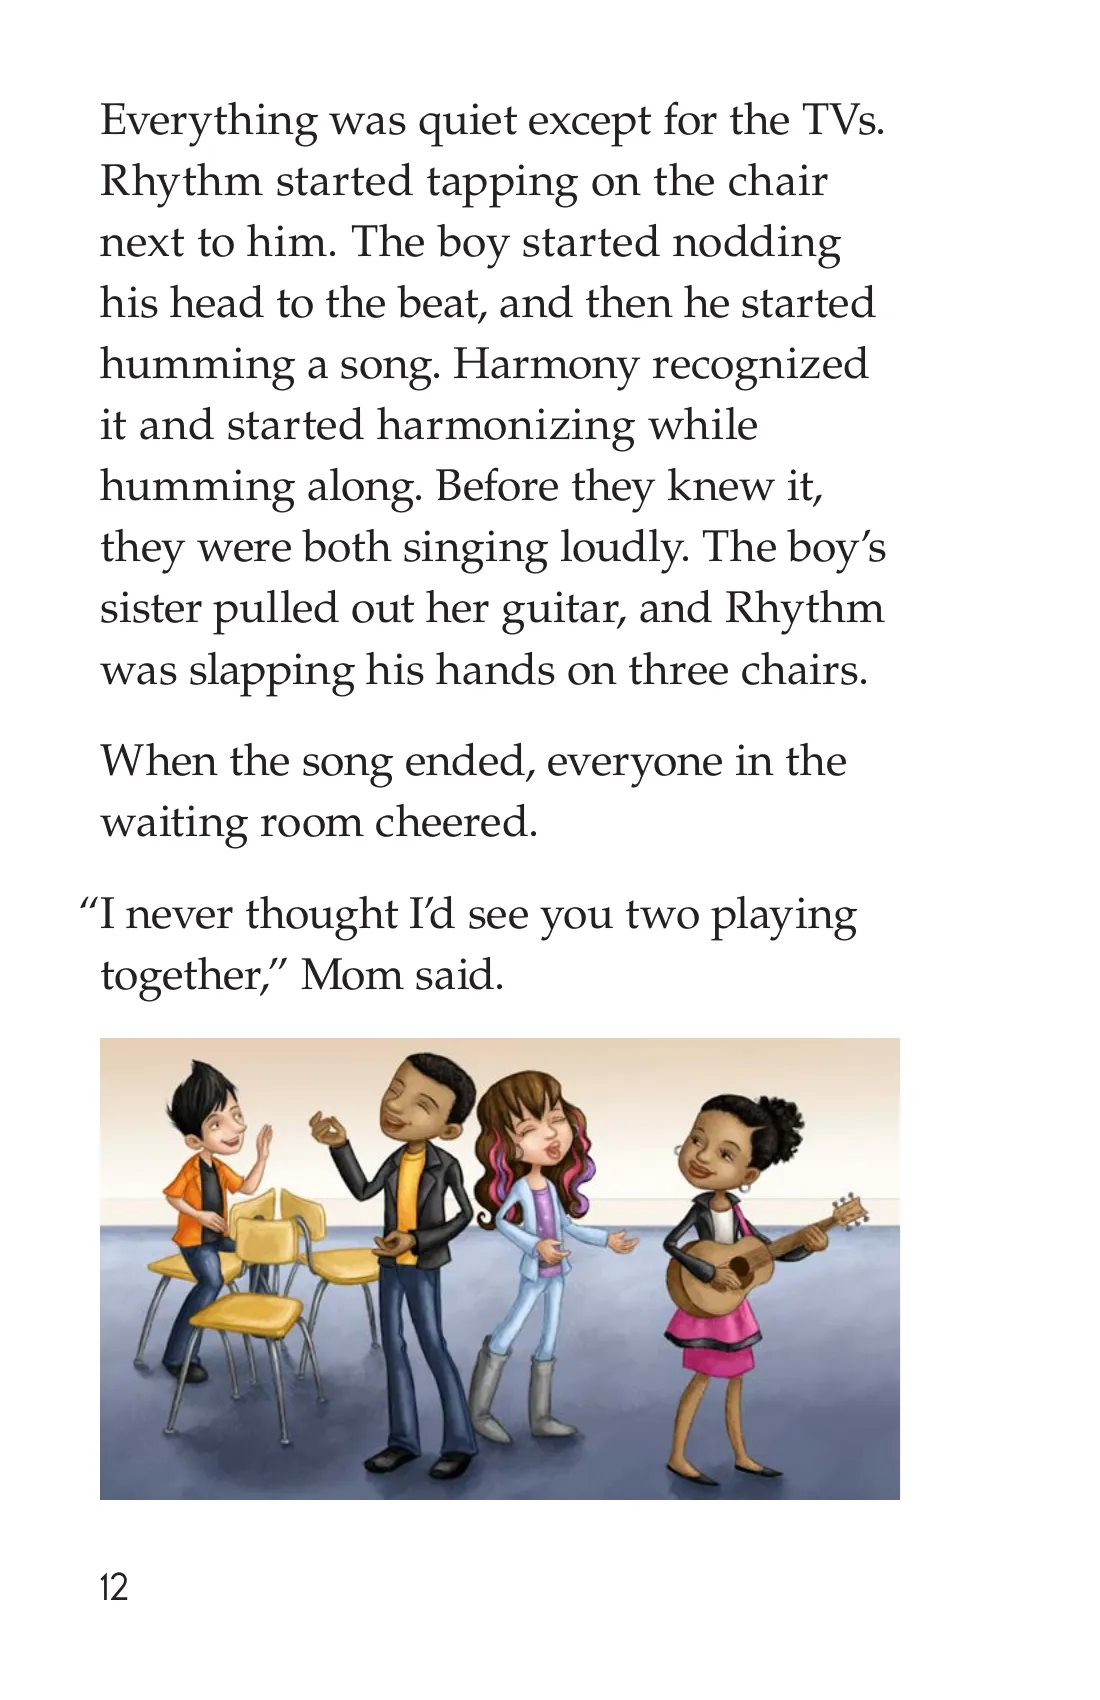 Everything was quiet except for the TVs.
Rhythm started tapping on the chair
next to him. The boy started nodding
his head to the beat, and then he started
humming a song. Harmony recognized
it and started harmonizing while
humming along. Before they knew it,
they were both singing loudly. The boy’s
sister pulled out her guitar, and Rhythm
was slapping his hands on three chairs.
When the song ended, everyone in the
waiting room cheered.
“I never thought I’d see you two playing
together,” Mom said.
12